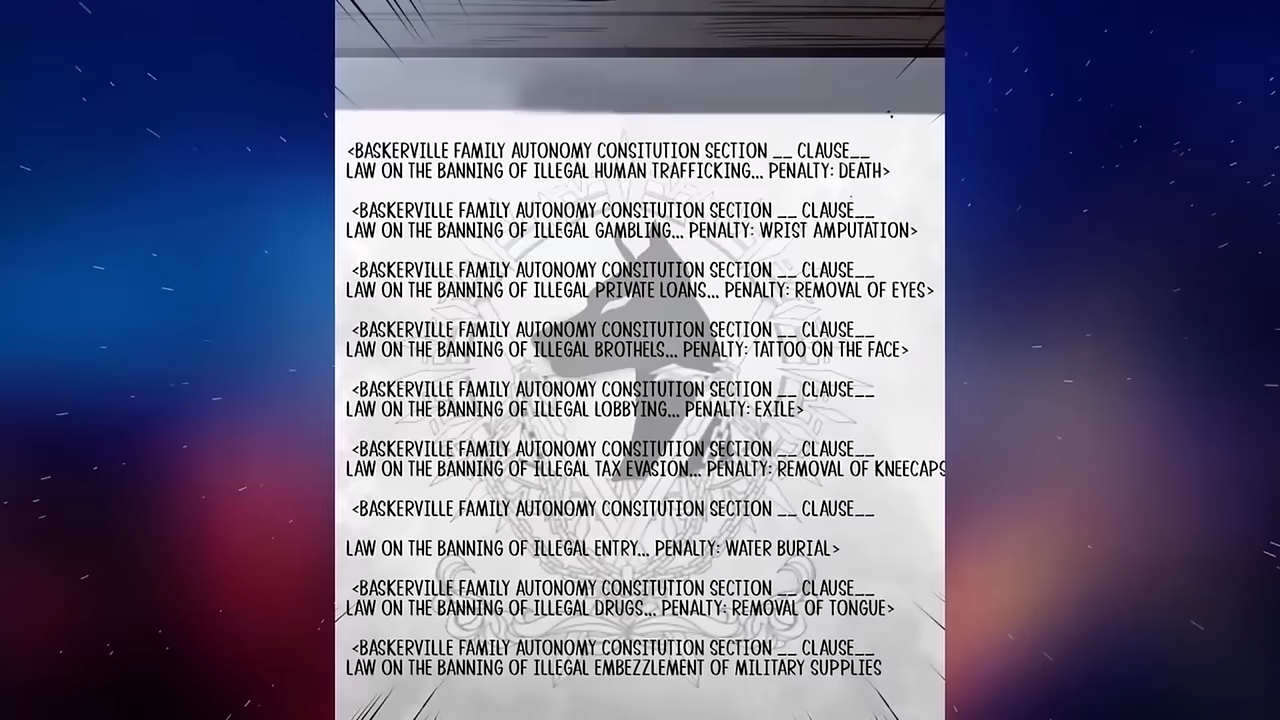 <BASKERVILLE FAMILY AUTONOMY CONSITUTION SECTION __ CLAUSE__
LAW ON THE BANNING OF ILLEGAL HUMAN TRAFFICKING... PENALTY: DEATH>
<BASKERVILLE FAMILY AUTONOMY CONSITUTION SECTION __ CLAUSE__
LAW ON THE BANNING OF ILLEGAL GAMBLING... PENALTY: WRIST AMPUTATION>
<BASKERVILLE FAMILY AUTONOMY CONSITUTION SECTION __ CLAUSE__
LAW ON THE BANNING OF ILLEGAL PRIVATE LOANS... PENALTY: REMOVAL OF EYES>
<BASKERVILLE FAMILY AUTONOMY CONSITUTION SECTION __ CLAUSE__
LAW ON THE BANNING OF ILLEGAL BROTHELS... PENALTY: TATTOO ON THE FACE>
<BASKERVILLE FAMILY AUTONOMY CONSITUTION SECTION __ CLAUSE__
LAW ON THE BANNING OF ILLEGAL LOBBYING... PENALTY: EXILE>
<BASKERVILLE FAMILY AUTONOMY CONSITUTION SECTION __ CLAUSE__
LAW ON THE BANNING OF ILLEGAL TAX EVASION... PENALTY: REMOVAL OF KNEECAPS
<BASKERVILLE FAMILY AUTONOMY CONSITUTION SECTION __ CLAUSE__
LAW ON THE BANNING OF ILLEGAL ENTRY... PENALTY: WATER BURIAL>
<BASKERVILLE FAMILY AUTONOMY CONSITUTION SECTION __ CLAUSE__
LAW ON THE BANNING OF ILLEGAL DRUGS... PENALTY: REMOVAL OF TONGUE>
<BASKERVILLE FAMILY AUTONOMY CONSITUTION SECTION __ CLAUSE__
LAW ON THE BANNING OF ILLEGAL EMBEZZLEMENT OF MILITARY SUPPLIES